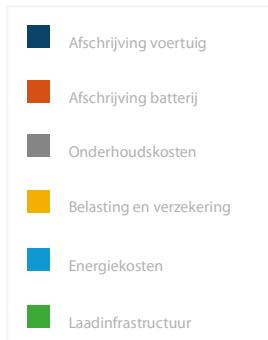 Afschrijving voertuig
Afschrijving batterij
Onderhoudskosten
Belasting en verzekering
Energiekosten
Laadinfrastructuur